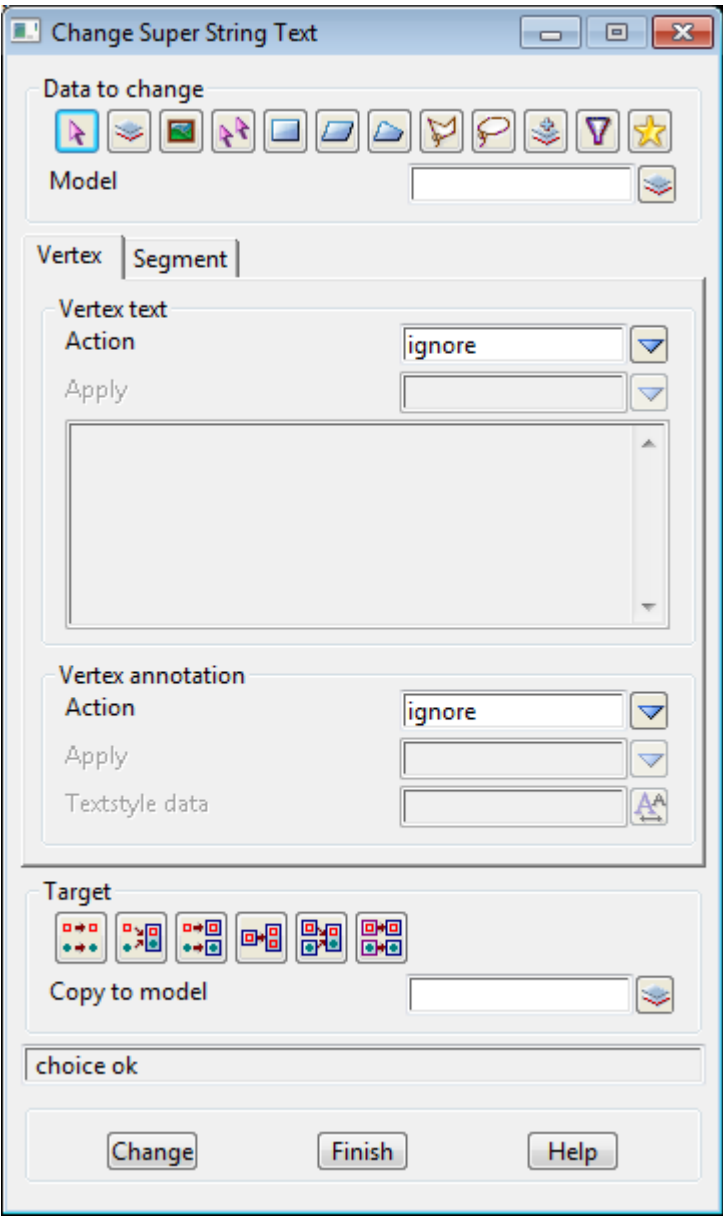 Change Super String Text
Data to change
Model
Vertex Segment
Vertex text
Action ignore
Apply
Vertex annotation
Action ignore
Apply
Textstyle data
Target
Copy to model
choice ok
Change Finish Help